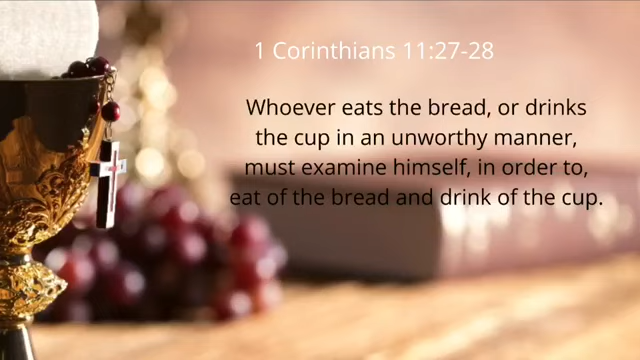 1 Corinthians 11:27-28
Whoever eats the bread, or drinks
the cup in an unworthy manner,
must examine himself, in order to,
eat of the bread and drink of the cup.